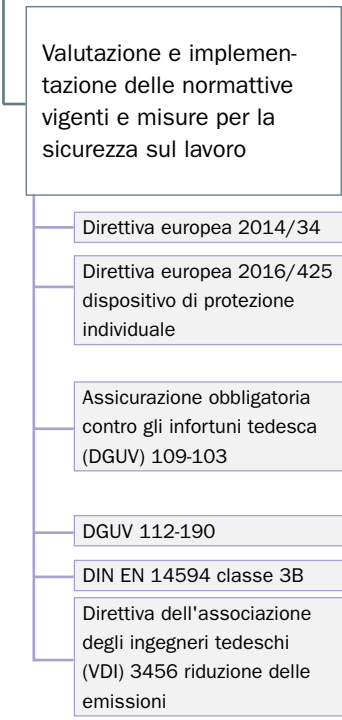 Valutazione e implemen-
tazione delle normattive
vigenti e misure per la
sicurezza sul lavoro
Direttiva europea 2014/34
Direttiva europea 2016/425
dispositivo di protezione
individuale
Assicurazione obbligatoria
contro gli infortuni tedesca
(DGUV) 109-103
DGUV 112-190
DIN EN 14594 classe 3B
Direttiva dell'associazione
degli ingegneri tedeschi
(VDI) 3456 riduzione delle
emissioni